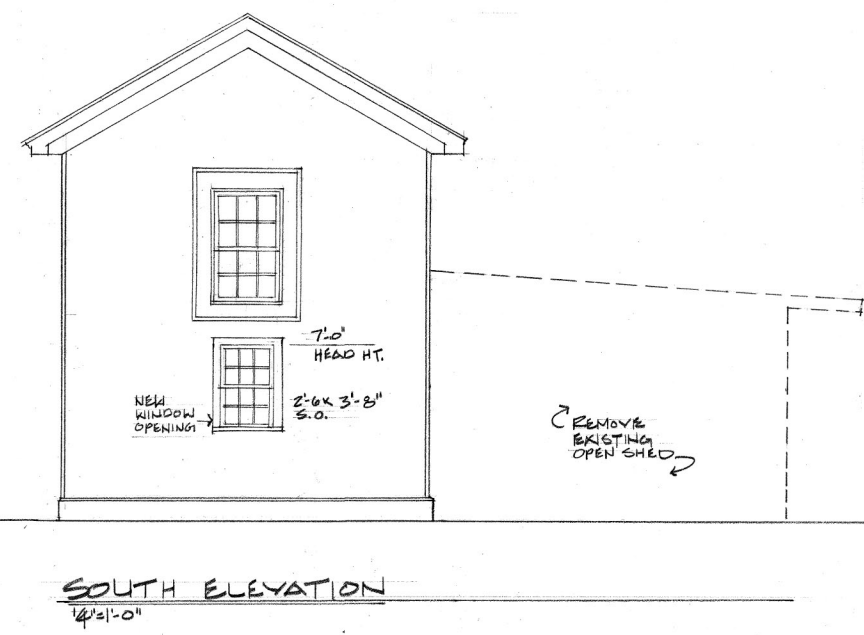 7'-0"
HEAD HT.
NEW
WINDOW
OPENING
2'-6 x 3'-8"
S.O.
REMOVE
EXISTING
OPEN SHED
SOUTH ELEVATION
1/4"=1'-0"